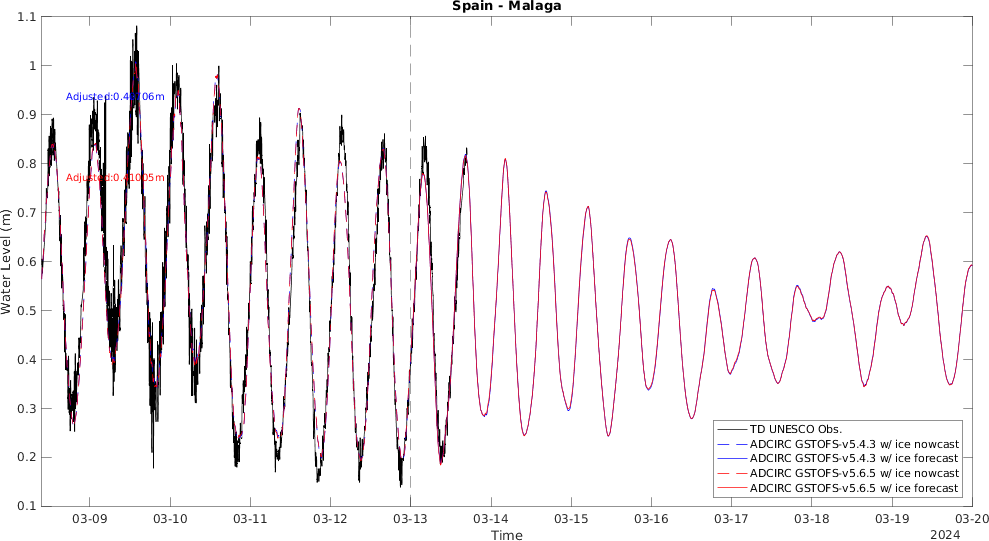 Spain - Malaga
1.1
1
0.9
0.8
0.7
0.6
0.5
0.4
0.3
0.2
0.1
Water Level (m)
Adjusted:0.41005m
TD UNESCO Obs.
ADCIRC GSTOFS-v5.4.3 w/ ice nowcast
ADCIRC GSTOFS-v5.4.3 w/ ice forecast
ADCIRC GSTOFS-v5.6.5 w/ ice nowcast
ADCIRC GSTOFS-v5.6.5 w/ ice forecast
03-09 03-10 03-11 03-12 03-13 03-14 03-15 03-16 03-17 03-18 03-19 03-20
Time
2024